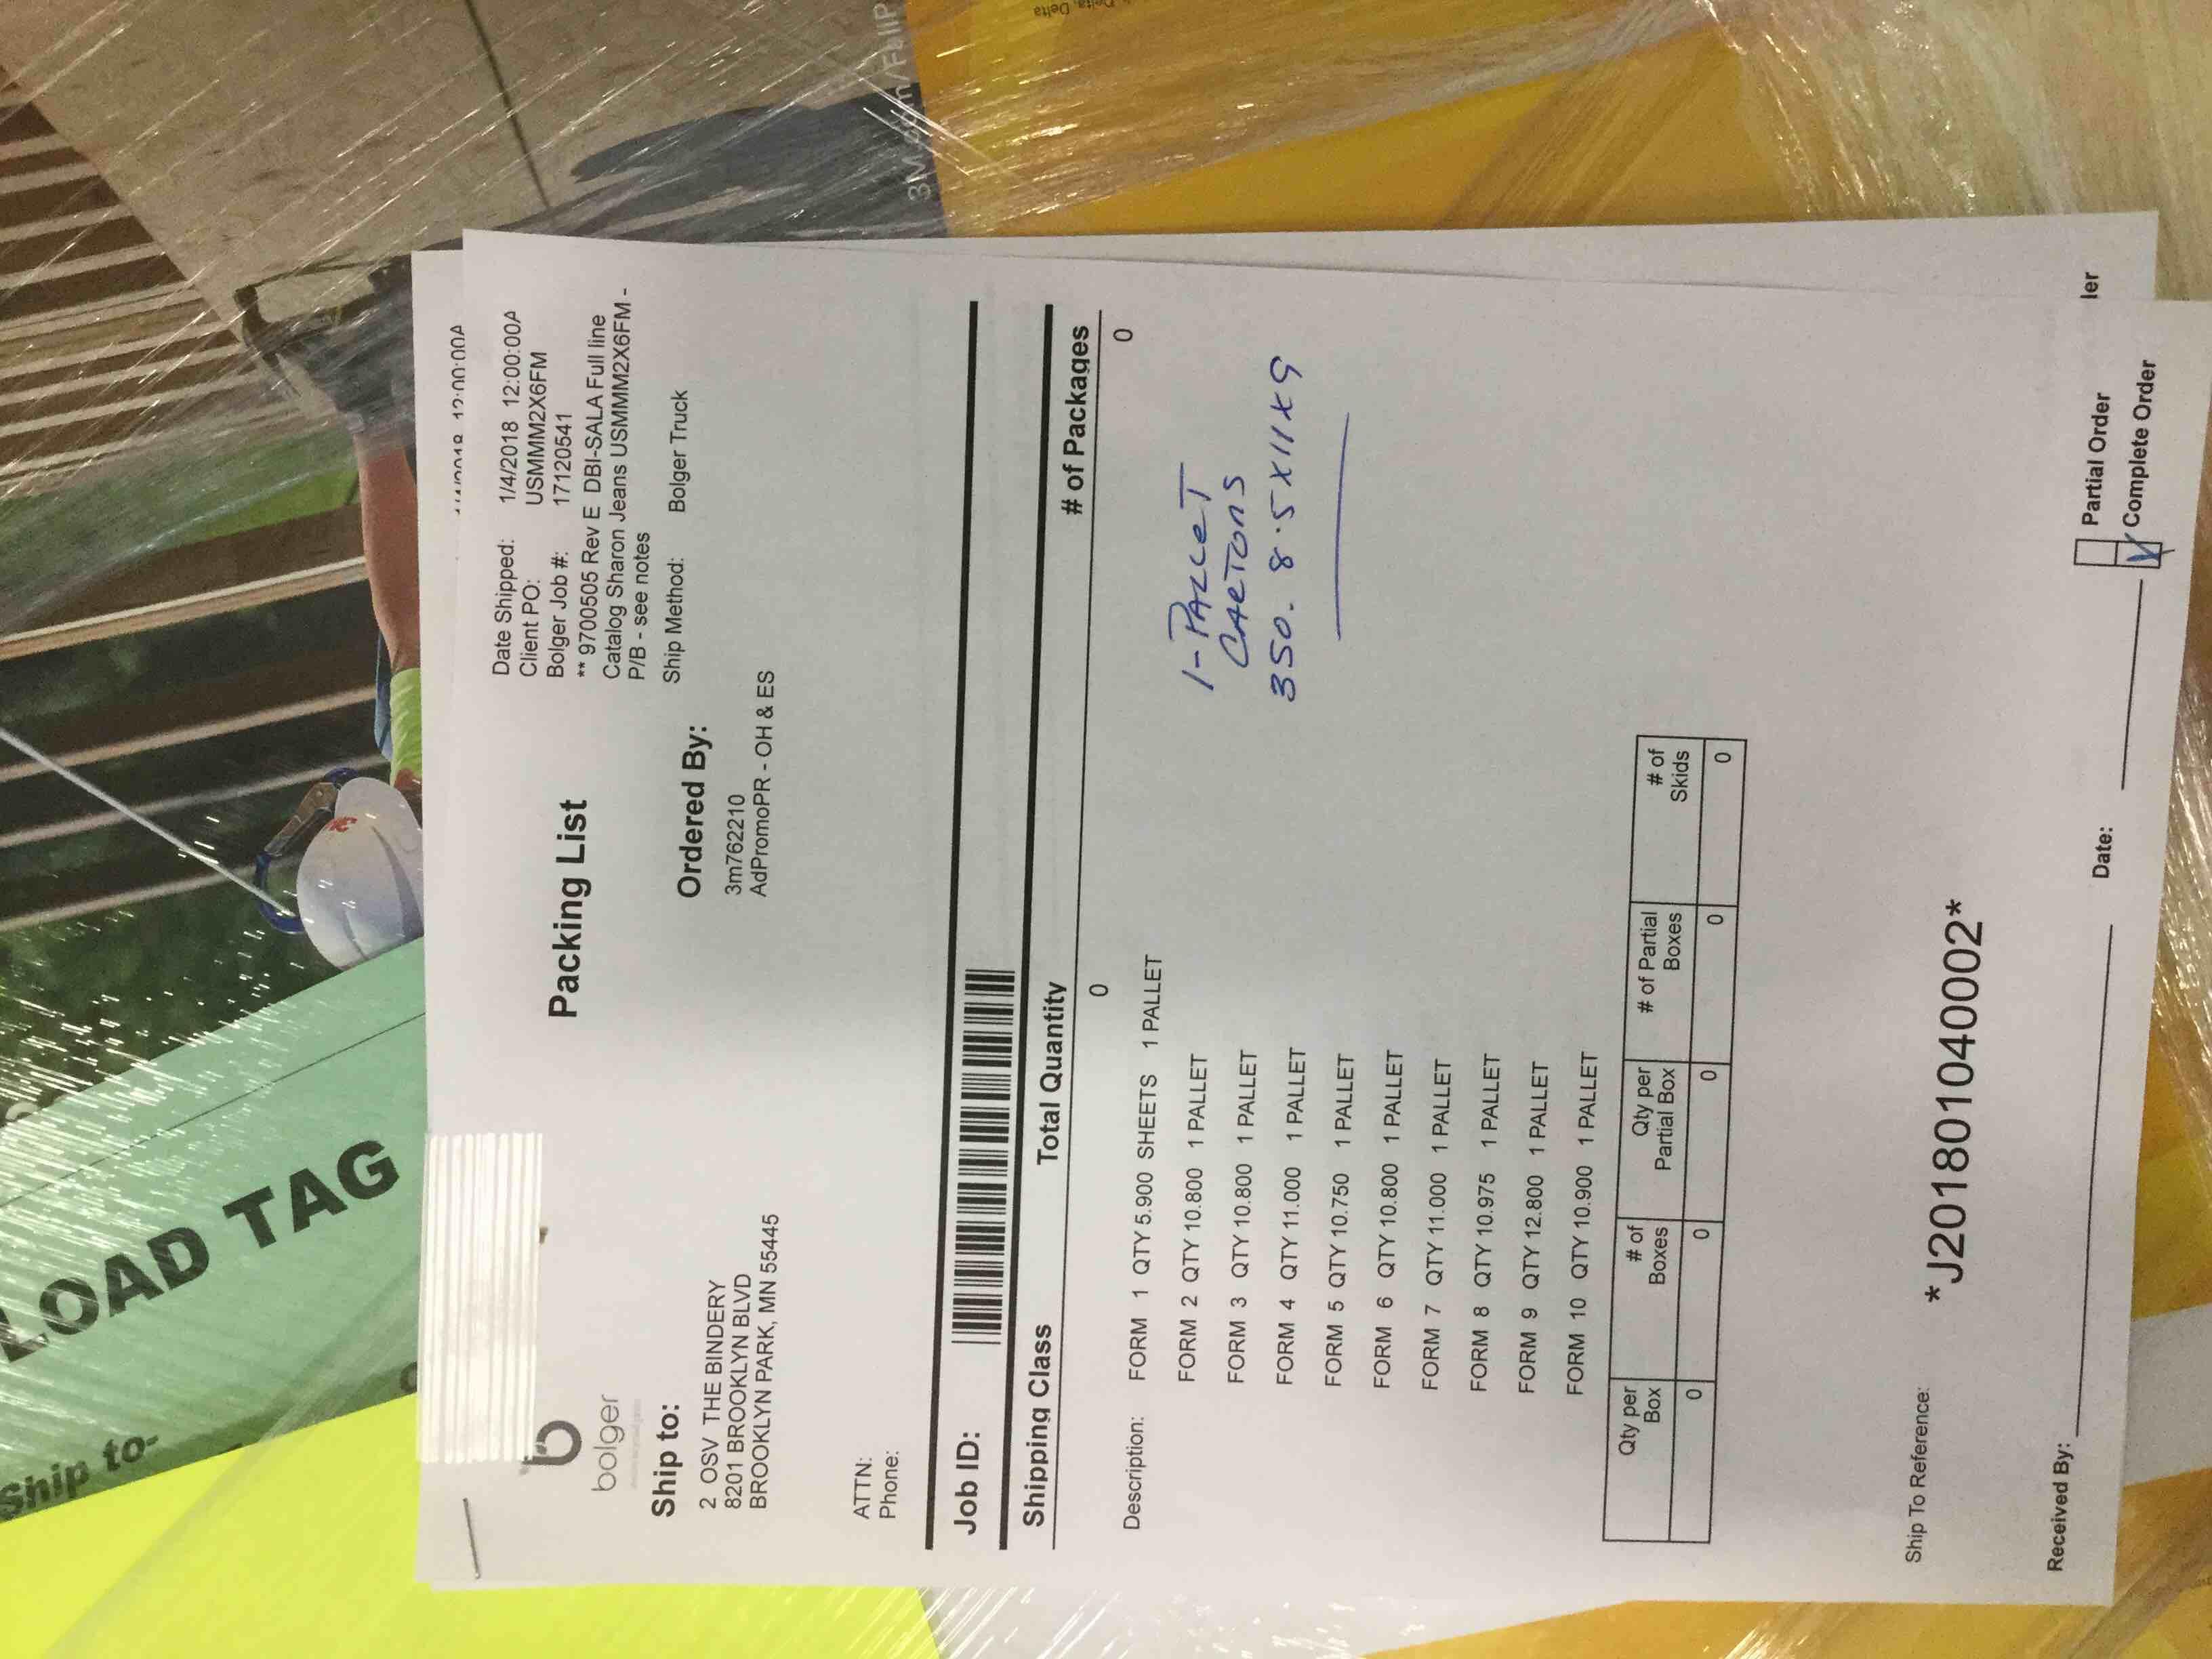 LOAD TAG
Ship to-
3M
Delta, Delta
12:00:00A
bolger
Packing List
Date Shipped: 1/4/2018 12:00:00A
Client PO: USMMM2X6FM
Bolger Job #: 17120541
** 9700505 Rev E DBI-SALA Full line
Catalog Sharon Jeans USMMM2X6FM -
P/B - see notes
Ship Method: Bolger Truck
Ship to:
2 OSV THE BINDERY
8201 BROOKLYN BLVD
BROOKLYN PARK, MN 55445
Ordered By:
3m762210
AdPromoPR - OH & ES
ATTN:
Phone:
Job ID:
Shipping Class Total Quantity # of Packages
0 0
Description: FORM 1 QTY 5.900 SHEETS 1 PALLET
FORM 2 QTY 10.800 1 PALLET
FORM 3 QTY 10.800 1 PALLET
FORM 4 QTY 11.000 1 PALLET
FORM 5 QTY 10.750 1 PALLET
FORM 6 QTY 10.800 1 PALLET
FORM 7 QTY 11.000 1 PALLET
FORM 8 QTY 10.975 1 PALLET
FORM 9 QTY 12.800 1 PALLET
FORM 10 QTY 10.900 1 PALLET
1-PALLET
CARTONS
350. 8.5X11X9
Qty per Box # of Boxes Qty per Partial Box # of Partial Boxes # of Skids
0 0 0 0 0
Ship To Reference: *J201801040002*
Received By: Date: Partial Order
Complete Order
ler